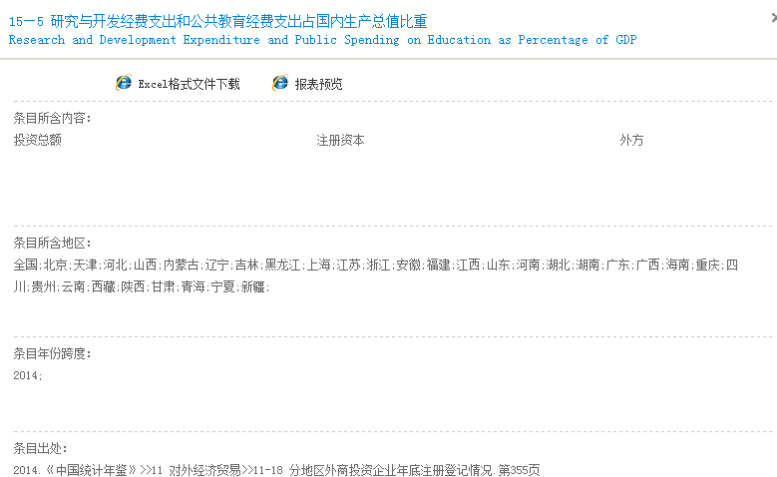 15—5 研究与开发经费支出和公共教育经费支出占国内生产总值比重
Research and Development Expenditure and Public Spending on Education as Percentage of GDP
Excel格式文件下载 报表预览
条目所含内容:
投资总额 注册资本 外方
条目所含地区:
全国;北京;天津;河北;山西;内蒙古;辽宁;吉林;黑龙江;上海;江苏;浙江;安徽;福建;江西;山东;河南;湖北;湖南;广东;广西;海南;重庆;四
川;贵州;云南;西藏;陕西;甘肃;青海;宁夏;新疆;
条目年份跨度:
2014;
条目出处:
2014.《中国统计年鉴》>>11 对外经济贸易>>11-18 分地区外商投资企业年底注册登记情况.第355页